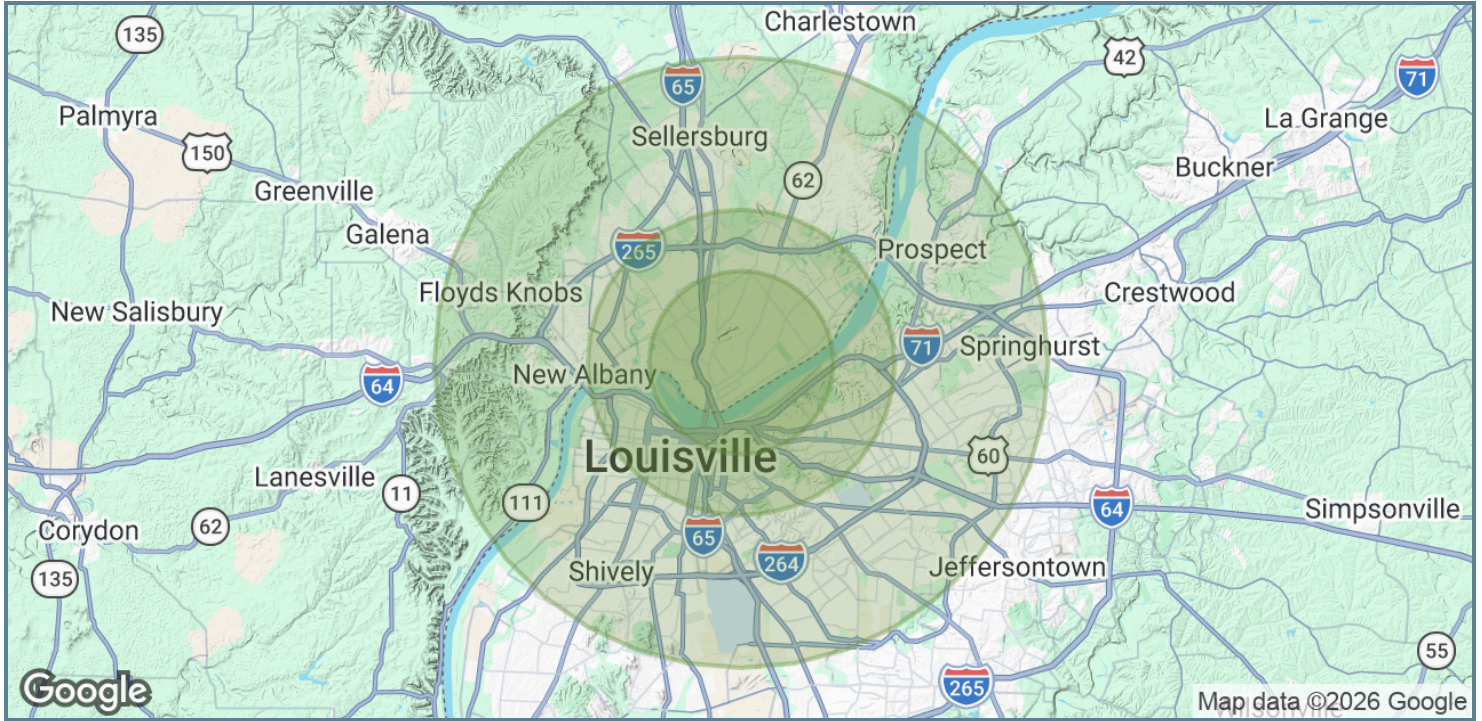 Charlestown
135
42
65
71
Palmyra
La Grange
Sellersburg
150
Buckner
62
Greenville
Galena
265
Prospect
Floyds Knobs
Crestwood
New Salisbury
71
Springhurst
New Albany
64
Louisville
60
Lanesville
11
111
64
Simpsonville
62
Corydon
65
264
Shively
Jeffersontown
135
55
265
Google
Map data ©2026 Google